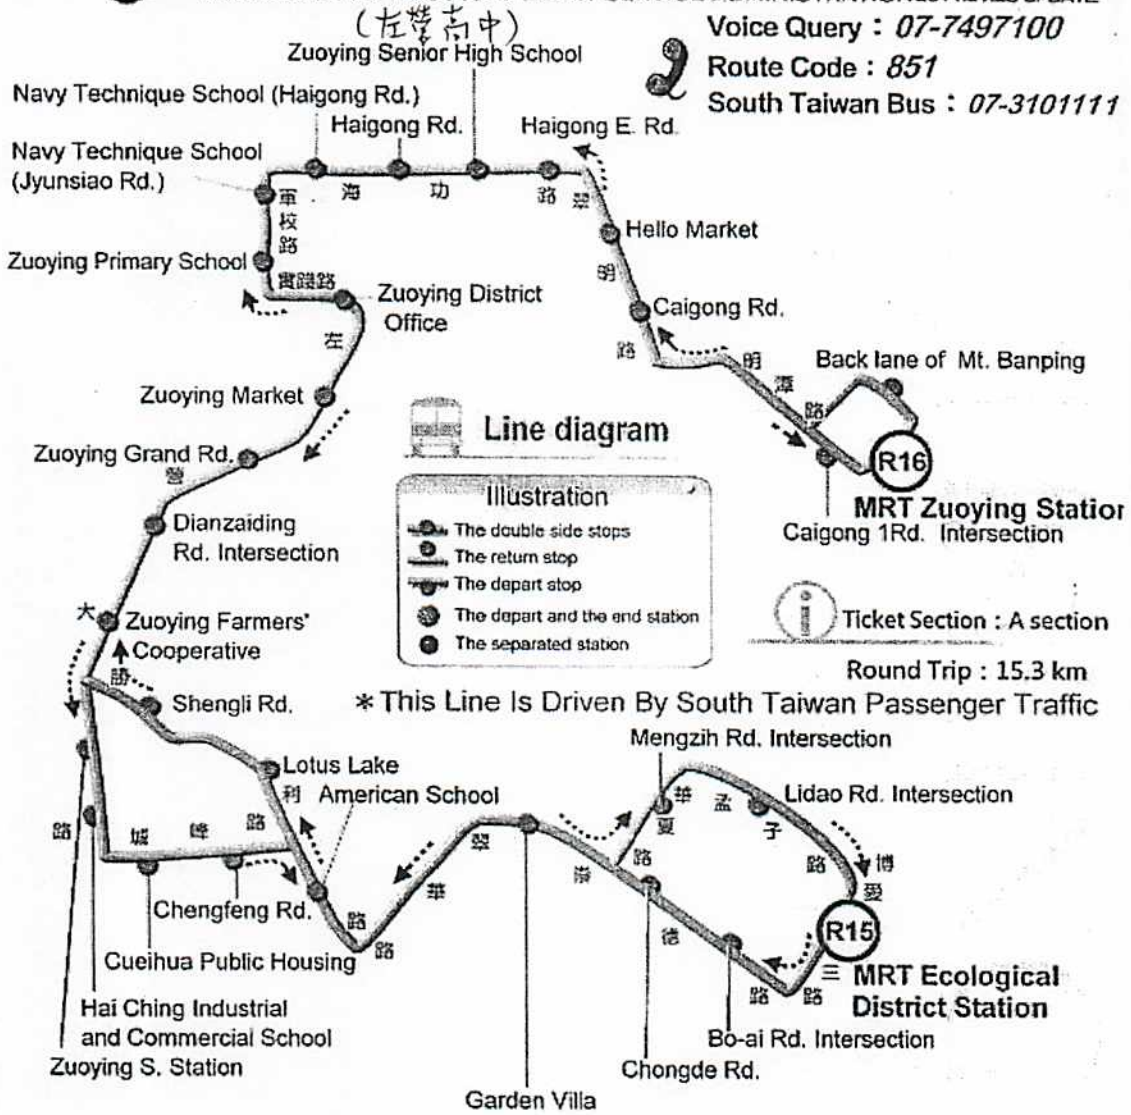 (左營高中)
Zuoying Senior High School
Voice Query : 07-7497100
Route Code : 851
South Taiwan Bus : 07-3101111
Navy Technique School (Haigong Rd.)
Haigong Rd.
Haigong E. Rd.
Navy Technique School
(Jyunsiao Rd.)
海功路
軍校路
翠明路
Hello Market
Zuoying Primary School
實踐路
Zuoying District
Office
Caigong Rd.
明潭路
Back lane of Mt. Banping
左營大路
Zuoying Market
Line diagram
Zuoying Grand Rd.
R16
MRT Zuoying Station
Caigong 1Rd. Intersection
Illustration
The double side stops
The return stop
The depart stop
The depart and the end station
The separated station
Dianzaiding
Rd. Intersection
Ticket Section : A section
Round Trip : 15.3 km
Zuoying Farmers'
Cooperative
勝利路
Shengli Rd.
*This Line Is Driven By South Taiwan Passenger Traffic
Mengzih Rd. Intersection
Lotus Lake
American School
Lidao Rd. Intersection
華夏路
孟子路
城峰路
翠華路
崇德路
博愛三路
Chengfeng Rd.
R15
MRT Ecological
District Station
Cueihua Public Housing
Hai Ching Industrial
and Commercial School
Zuoying S. Station
Bo-ai Rd. Intersection
Chongde Rd.
Garden Villa